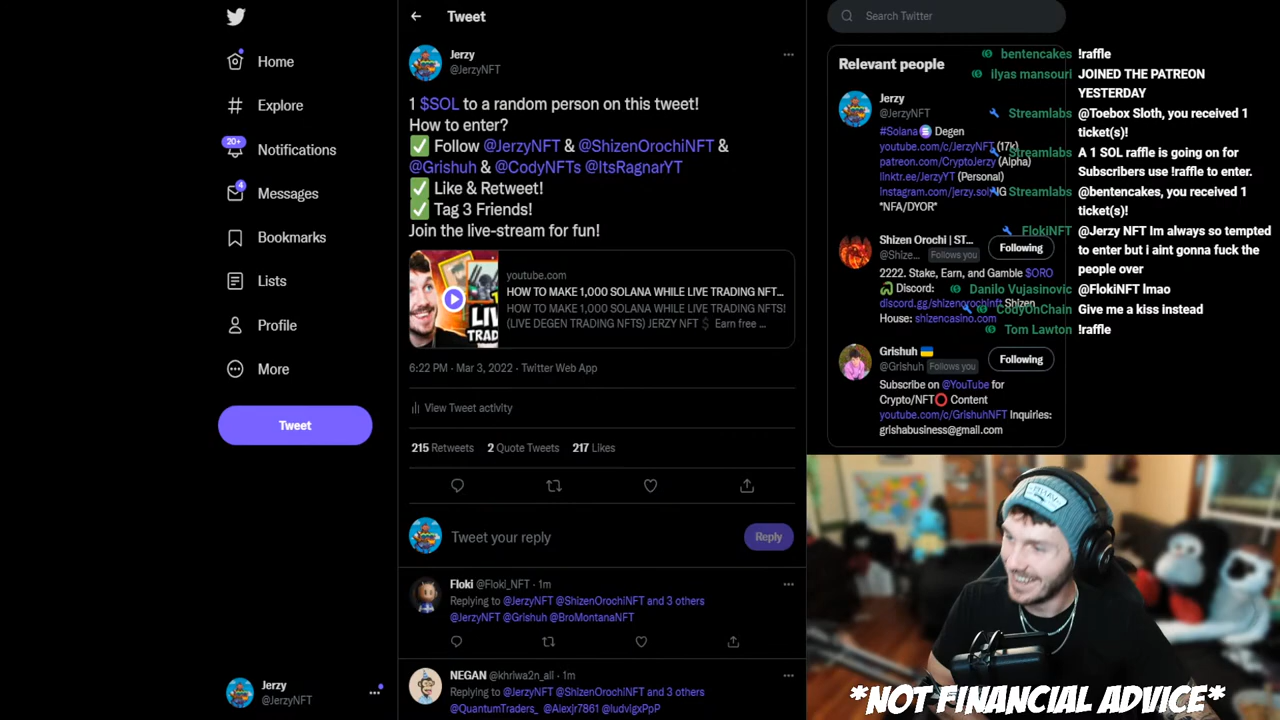 Home
Explore
20+
Notifications
4
Messages
Bookmarks
Lists
Profile
More
Tweet
Jerzy
@JerzyNFT
Tweet
Jerzy
@JerzyNFT
1 $SOL to a random person on this tweet!
How to enter?
✅ Follow @JerzyNFT & @ShizenOrochiNFT &
@Grishuh & @CodyNFTs @ItsRagnarYT
✅ Like & Retweet!
✅ Tag 3 Friends!
Join the live-stream for fun!
youtube.com
HOW TO MAKE 1,000 SOLANA WHILE LIVE TRADING NFT...
HOW TO MAKE 1,000 SOLANA WHILE LIVE TRADING NFTS!
(LIVE DEGEN TRADING NFTS) JERZY NFT 💲 Earn free ...
6:22 PM · Mar 3, 2022 · Twitter Web App
View Tweet activity
215 Retweets 2 Quote Tweets 217 Likes
Tweet your reply
Reply
Floki @Floki_NFT · 1m
Replying to @JerzyNFT @ShizenOrochiNFT and 3 others
@JerzyNFT @Grishuh @BroMontanaNFT
NEGAN @khriwa2n_ali · 1m
Replying to @JerzyNFT @ShizenOrochiNFT and 3 others
@QuantumTraders_ @Alexjr7861 @ludvigxPpP
Search Twitter
Relevant people
Jerzy
@JerzyNFT
#Solana Degen
youtube.com/c/JerzyNFT (17k)
patreon.com/CryptoJerzy (Alpha)
linktr.ee/JerzyYT (Personal)
instagram.com/jerzy.sol
*NFA/DYOR*
Shizen Orochi | ST...
@Shize... Follows you
Following
2222. Stake, Earn, and Gamble $ORO
Discord:
discord.gg/shizenorochinft Shizen
House: shizencasino.com
Grishuh 🇺🇦
@Grishuh Follows you
Following
Subscribe on @YouTube for
Crypto/NFT⭕ Content
youtube.com/c/GrishuhNFT Inquiries:
grishabusiness@gmail.com
bentencakes !raffle
ilyas mansouri JOINED THE PATREON
YESTERDAY
Streamlabs @Toebox Sloth, you received 1
ticket(s)!
Streamlabs A 1 SOL raffle is going on for
Subscribers use !raffle to enter.
Streamlabs @bentencakes, you received 1
ticket(s)!
FlokiNFT @Jerzy NFT Im always so tempted
to enter but i aint gonna fuck the
people over
Danilo Vujasinovic @FlokiNFT lmao
CodyOnChain Give me a kiss instead
Tom Lawton !raffle
*NOT FINANCIAL ADVICE*